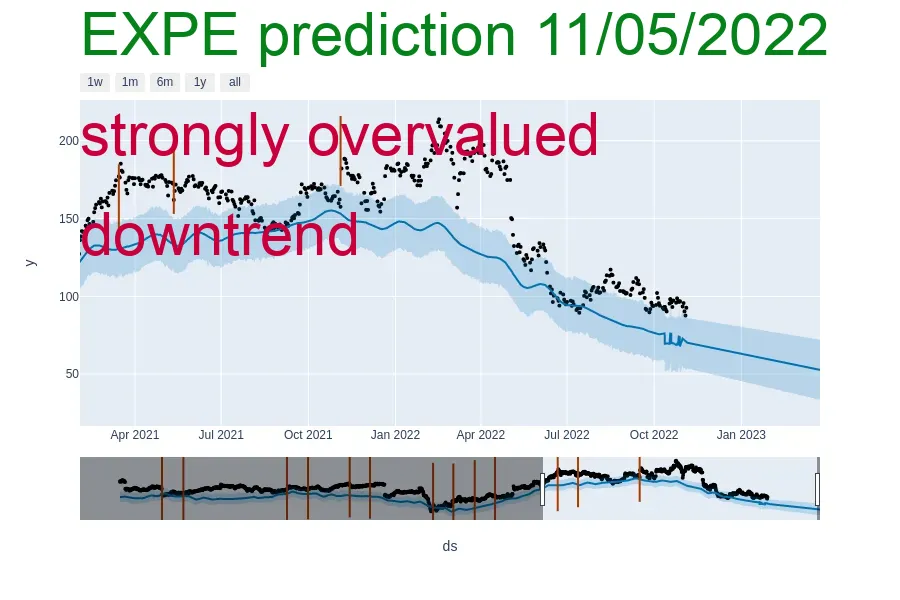 EXPE prediction 11/05/2022
1w 1m 6m 1y all
strongly overvalued
downtrend
200
150
100
50
y
Apr 2021 Jul 2021 Oct 2021 Jan 2022 Apr 2022 Jul 2022 Oct 2022 Jan 2023
ds